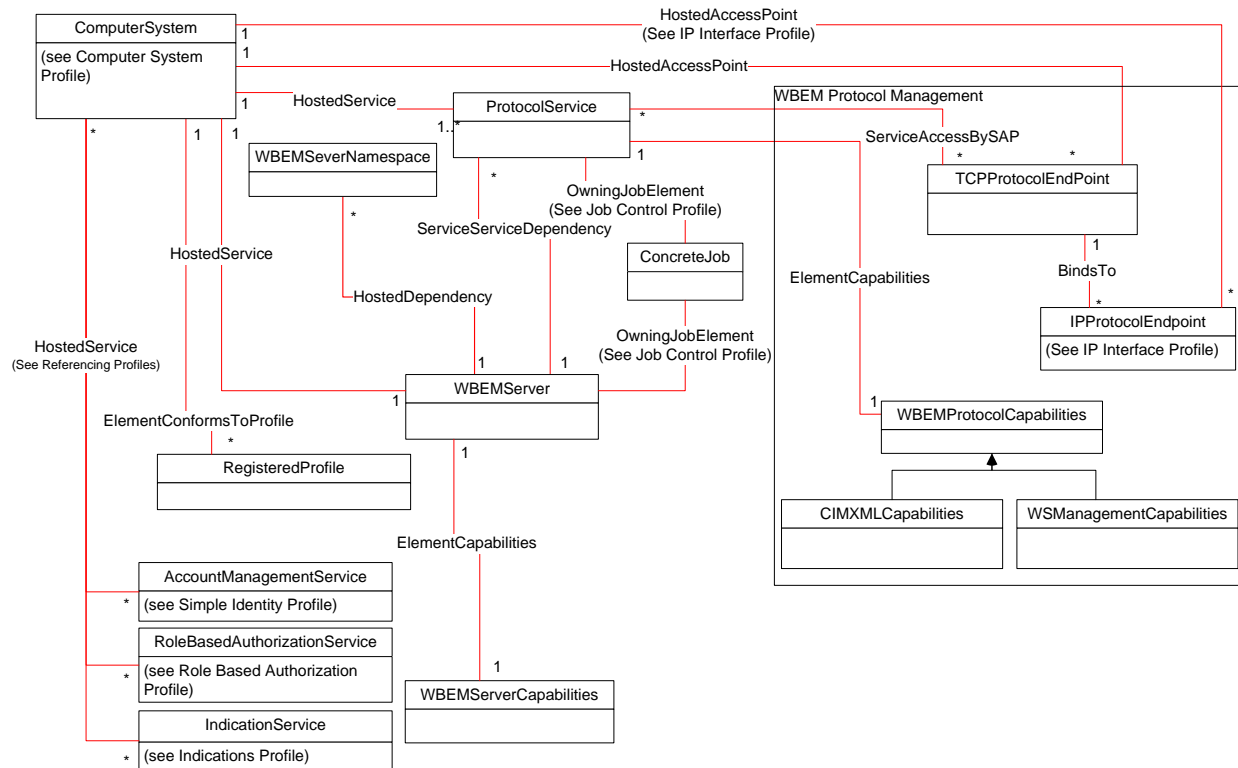 ComputerSystem
(see Computer System
Profile)
1
1
1
*
1
1
HostedAccessPoint
(See IP Interface Profile)
HostedAccessPoint
HostedService
ProtocolService
1..*
*
1
*
WBEM Protocol Management
ServiceAccessBySAP
*
*
TCPProtocolEndPoint
1
BindsTo
*
*
IPProtocolEndpoint
(See IP Interface Profile)
WBEMSeverNamespace
*
OwningJobElement
(See Job Control Profile)
ServiceServiceDependency
HostedService
ConcreteJob
ElementCapabilities
HostedDependency
OwningJobElement
(See Job Control Profile)
HostedService
(See Referencing Profiles)
1
1
WBEMServer
1
1
1
WBEMProtocolCapabilities
ElementConformsToProfile
*
RegisteredProfile
CIMXMLCapabilities
WSManagementCapabilities
ElementCapabilities
AccountManagementService
(see Simple Identity Profile)
*
RoleBasedAuthorizationService
(see Role Based Authorization
Profile)
*
1
WBEMServerCapabilities
IndicationService
(see Indications Profile)
*